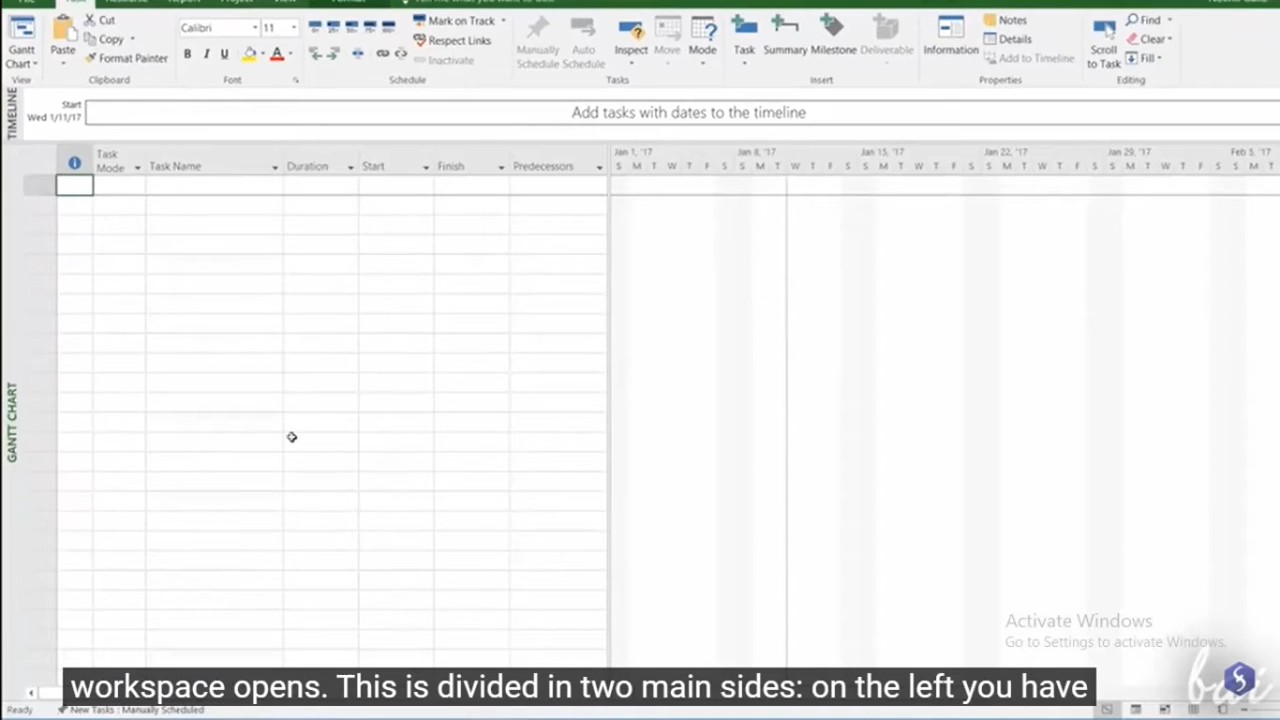 Cut
Copy
Format Painter
Paste
Clipboard
Gantt
Chart
View
Calibri
11
B I U A
Font
Mark on Track
Respect Links
Inactivate
Schedule
Manually
Schedule
Auto
Schedule
Inspect
Move
Mode
Tasks
Task
Summary
Milestone
Deliverable
Insert
Information
Notes
Details
Add to Timeline
Properties
Scroll
to Task
Find
Clear
Fill
Editing
TIMELINE
Start
Wed 1/11/17
Add tasks with dates to the timeline
Task
Mode
Task Name
Duration
Start
Finish
Predecessors
Jan 1, '17
Jan 8, '17
Jan 15, '17
Jan 22, '17
Jan 29, '17
Feb 5, '17
S M T W T F S S M T W T F S S M T W T F S S M T W T F S S M T W T F S S M T
GANTT CHART
Activate Windows
Go to Settings to activate Windows.
workspace opens. This is divided in two main sides: on the left you have
Ready
New Tasks : Manually Scheduled